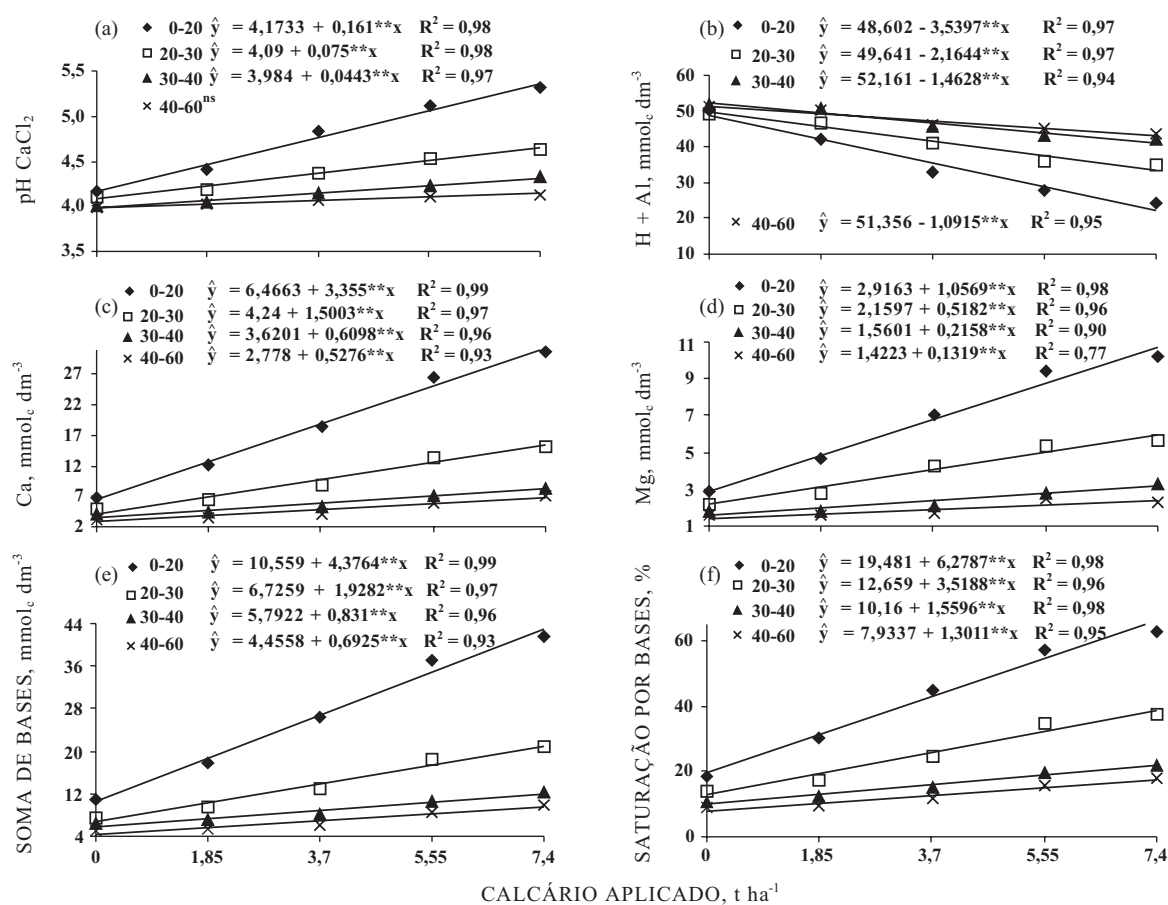 (a)
0-20 ŷ = 4,1733 + 0,161**x R² = 0,98
20-30 ŷ = 4,09 + 0,075**x R² = 0,98
30-40 ŷ = 3,984 + 0,0443**x R² = 0,97
40-60ⁿˢ
pH CaCl₂
5,5
5,0
4,5
4,0
3,5
(b)
0-20 ŷ = 48,602 - 3,5397**x R² = 0,97
20-30 ŷ = 49,641 - 2,1644**x R² = 0,97
30-40 ŷ = 52,161 - 1,4628**x R² = 0,94
40-60 ŷ = 51,356 - 1,0915**x R² = 0,95
H + Al, mmol_c dm⁻³
60
50
40
30
20
10
(c)
0-20 ŷ = 6,4663 + 3,355**x R² = 0,99
20-30 ŷ = 4,24 + 1,5003**x R² = 0,97
30-40 ŷ = 3,6201 + 0,6098**x R² = 0,96
40-60 ŷ = 2,778 + 0,5276**x R² = 0,93
Ca, mmol_c dm⁻³
27
22
17
12
7
2
(d)
0-20 ŷ = 2,9163 + 1,0569**x R² = 0,98
20-30 ŷ = 2,1597 + 0,5182**x R² = 0,96
30-40 ŷ = 1,5601 + 0,2158**x R² = 0,90
40-60 ŷ = 1,4223 + 0,1319**x R² = 0,77
Mg, mmol_c dm⁻³
11
9
7
5
3
1
(e)
0-20 ŷ = 10,559 + 4,3764**x R² = 0,99
20-30 ŷ = 6,7259 + 1,9282**x R² = 0,97
30-40 ŷ = 5,7922 + 0,831**x R² = 0,96
40-60 ŷ = 4,4558 + 0,6925**x R² = 0,93
SOMA DE BASES, mmol_c dm⁻³
44
36
28
20
12
4
0 1,85 3,7 5,55 7,4
(f)
0-20 ŷ = 19,481 + 6,2787**x R² = 0,98
20-30 ŷ = 12,659 + 3,5188**x R² = 0,96
30-40 ŷ = 10,16 + 1,5596**x R² = 0,98
40-60 ŷ = 7,9337 + 1,3011**x R² = 0,95
SATURAÇÃO POR BASES, %
60
40
20
0
0 1,85 3,7 5,55 7,4
CALCÁRIO APLICADO, t ha⁻¹